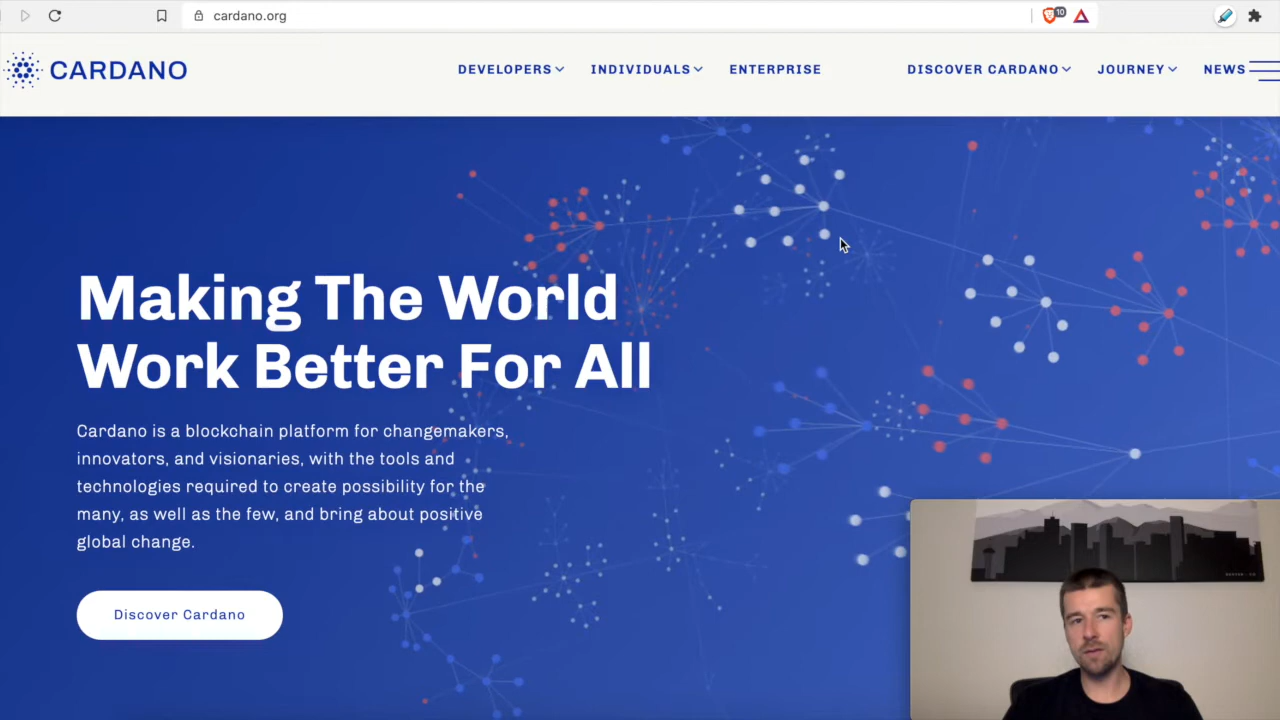 cardano.org
10
CARDANO
DEVELOPERS
INDIVIDUALS
ENTERPRISE
DISCOVER CARDANO
JOURNEY
NEWS
Making The World
Work Better For All
Cardano is a blockchain platform for changemakers,
innovators, and visionaries, with the tools and
technologies required to create possibility for the
many, as well as the few, and bring about positive
global change.
Discover Cardano